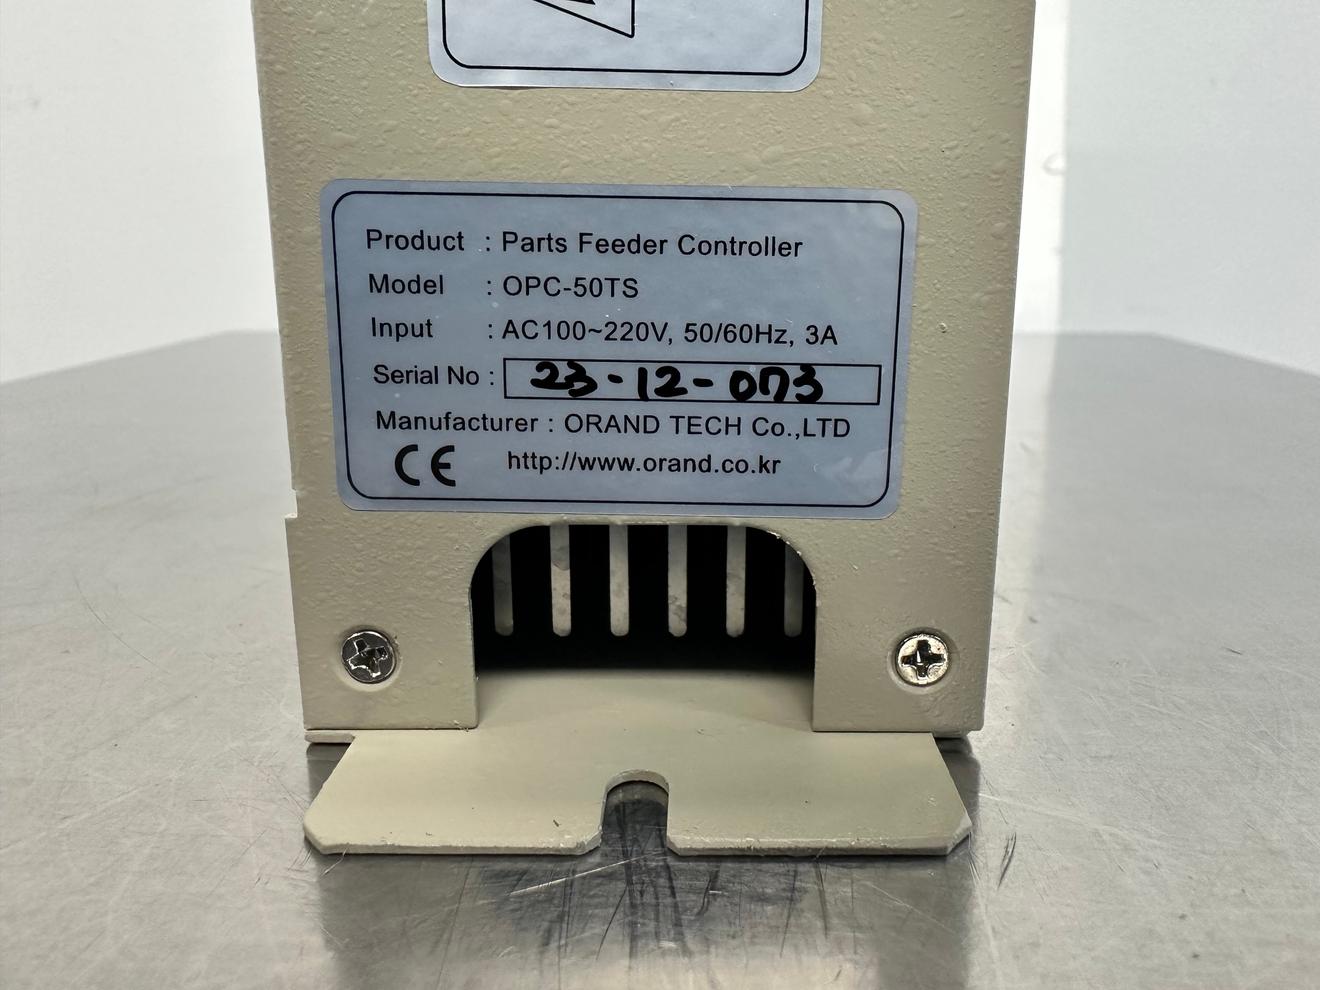 Product : Parts Feeder Controller
Model : OPC-50TS
Input : AC100~220V, 50/60Hz, 3A
Serial No : 23-12-073
Manufacturer : ORAND TECH Co.,LTD
CE http://www.orand.co.kr